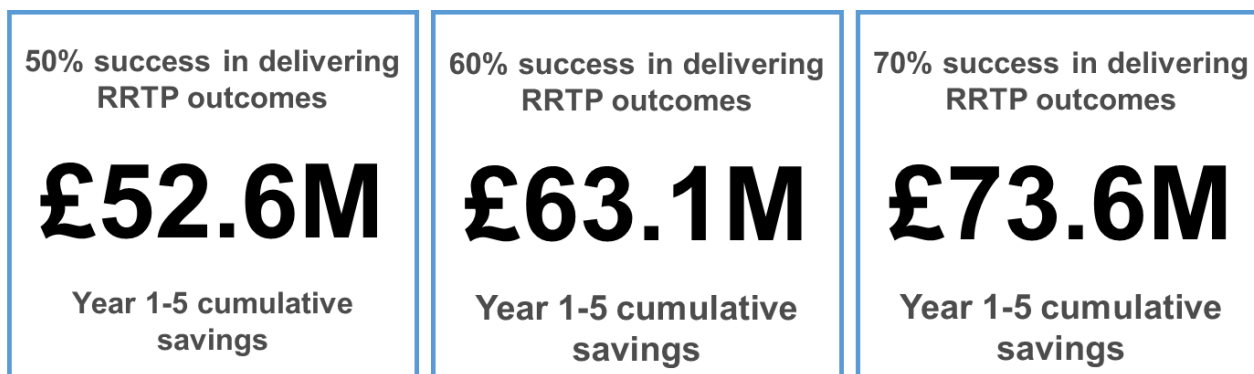 50% success in delivering
RRTP outcomes
£52.6M
Year 1-5 cumulative
savings
60% success in delivering
RRTP outcomes
£63.1M
Year 1-5 cumulative
savings
70% success in delivering
RRTP outcomes
£73.6M
Year 1-5 cumulative
savings